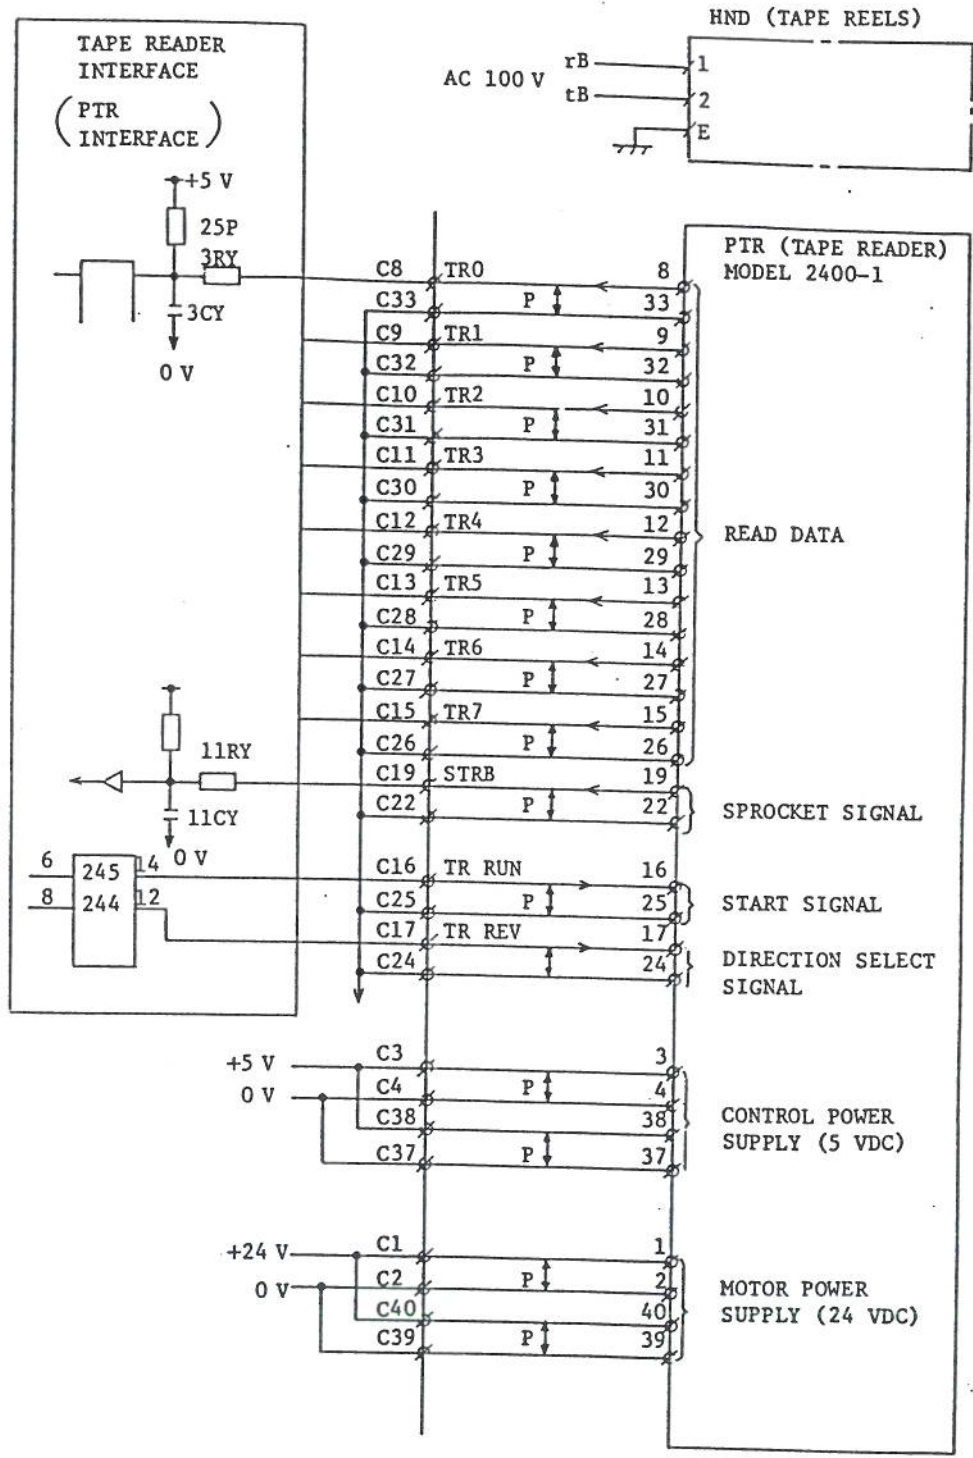 HND (TAPE REELS)
AC 100 V
rB
1
tB
2
E
TAPE READER
INTERFACE
(PTR
INTERFACE)
+5 V
25P
3RY
3CY
0 V
PTR (TAPE READER)
MODEL 2400-1
C8 TR0 8
C33 P 33
C9 TR1 9
C32 P 32
C10 TR2 10
C31 P 31
C11 TR3 11
C30 P 30
C12 TR4 12
READ DATA
C29 P 29
C13 TR5 13
C28 P 28
C14 TR6 14
C27 P 27
C15 TR7 15
C26 P 26
11RY
C19 STRB 19
11CY
C22 P 22
SPROCKET SIGNAL
0 V
6 245 14
8 244 12
C16 TR RUN 16
C25 P 25
START SIGNAL
C17 TR REV 17
C24 24
DIRECTION SELECT
SIGNAL
+5 V C3 3
0 V C4 P 4
C38 38
C37 P 37
CONTROL POWER
SUPPLY (5 VDC)
+24 V C1 1
0 V C2 P 2
C40 40
C39 P 39
MOTOR POWER
SUPPLY (24 VDC)